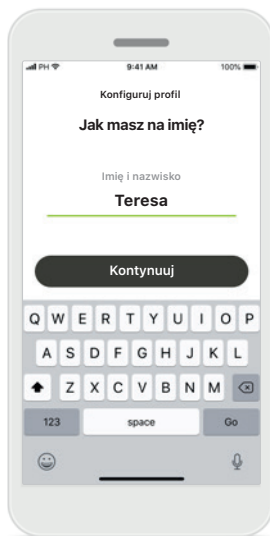 PH 9:41 AM 100%
Konfiguruj profil
Jak masz na imię?
Imię i nazwisko
Teresa
Kontynuuj
Q W E R T Y U I O P
A S D F G H J K L
Z X C V B N M
123 space Go